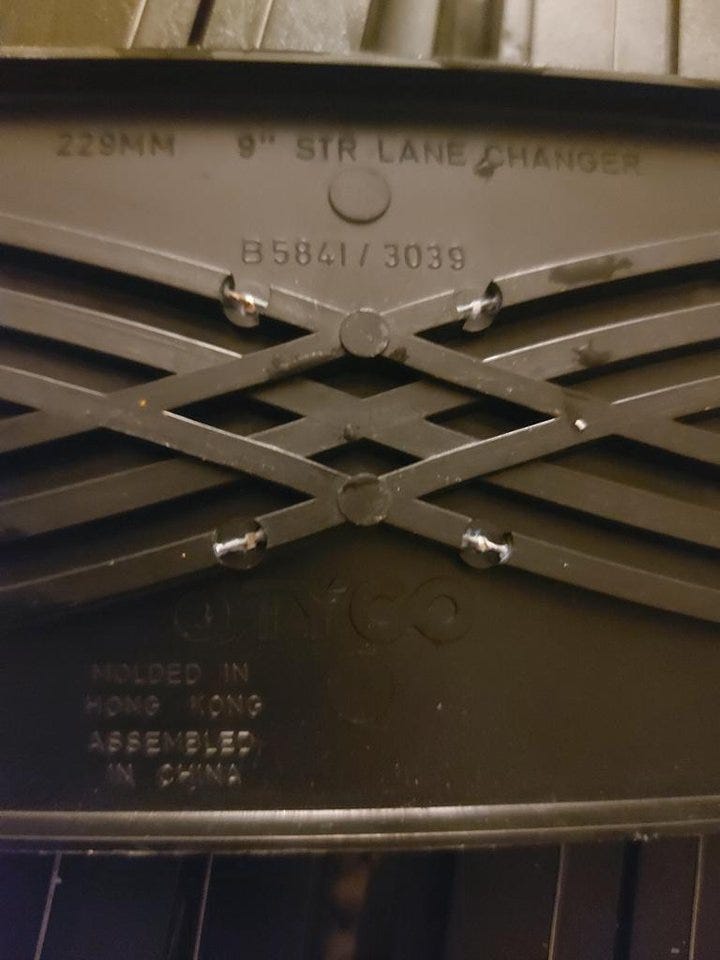 229MM 9" STR LANE CHANGER
B5841/3039
TYCO
MOLDED IN
HONG KONG
ASSEMBLED
IN CHINA